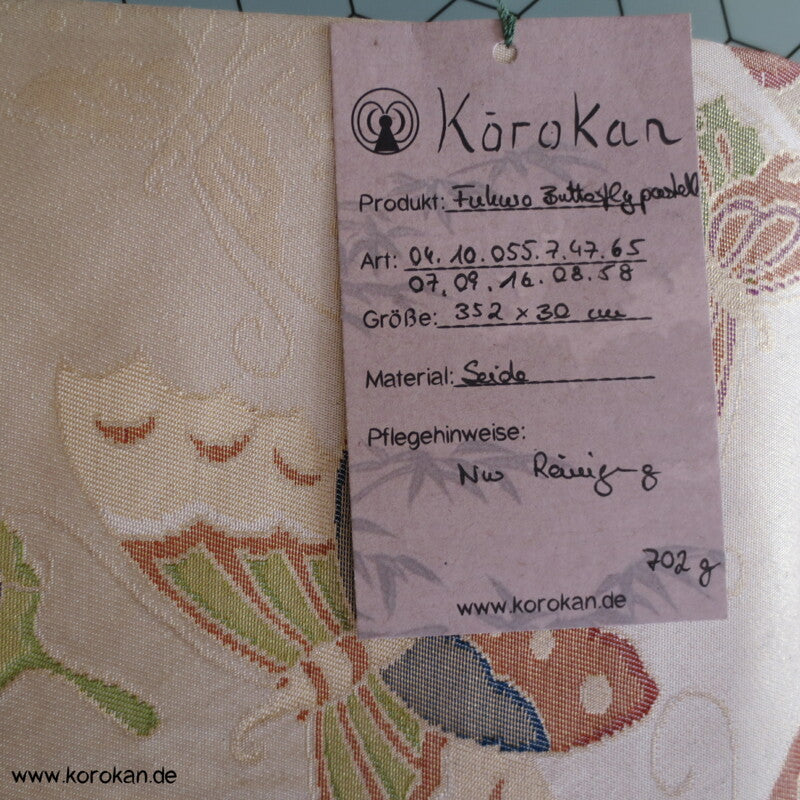 Kōrokan
Produkt: Fukuro Butterfly pastell
Art: 04.10.055.7.47.65
07.09.16.08.58
Größe: 352 x 30 cm
Material: Seide
Pflegehinweise:
Nur Reinigung
702 g
www.korokan.de
www.korokan.de